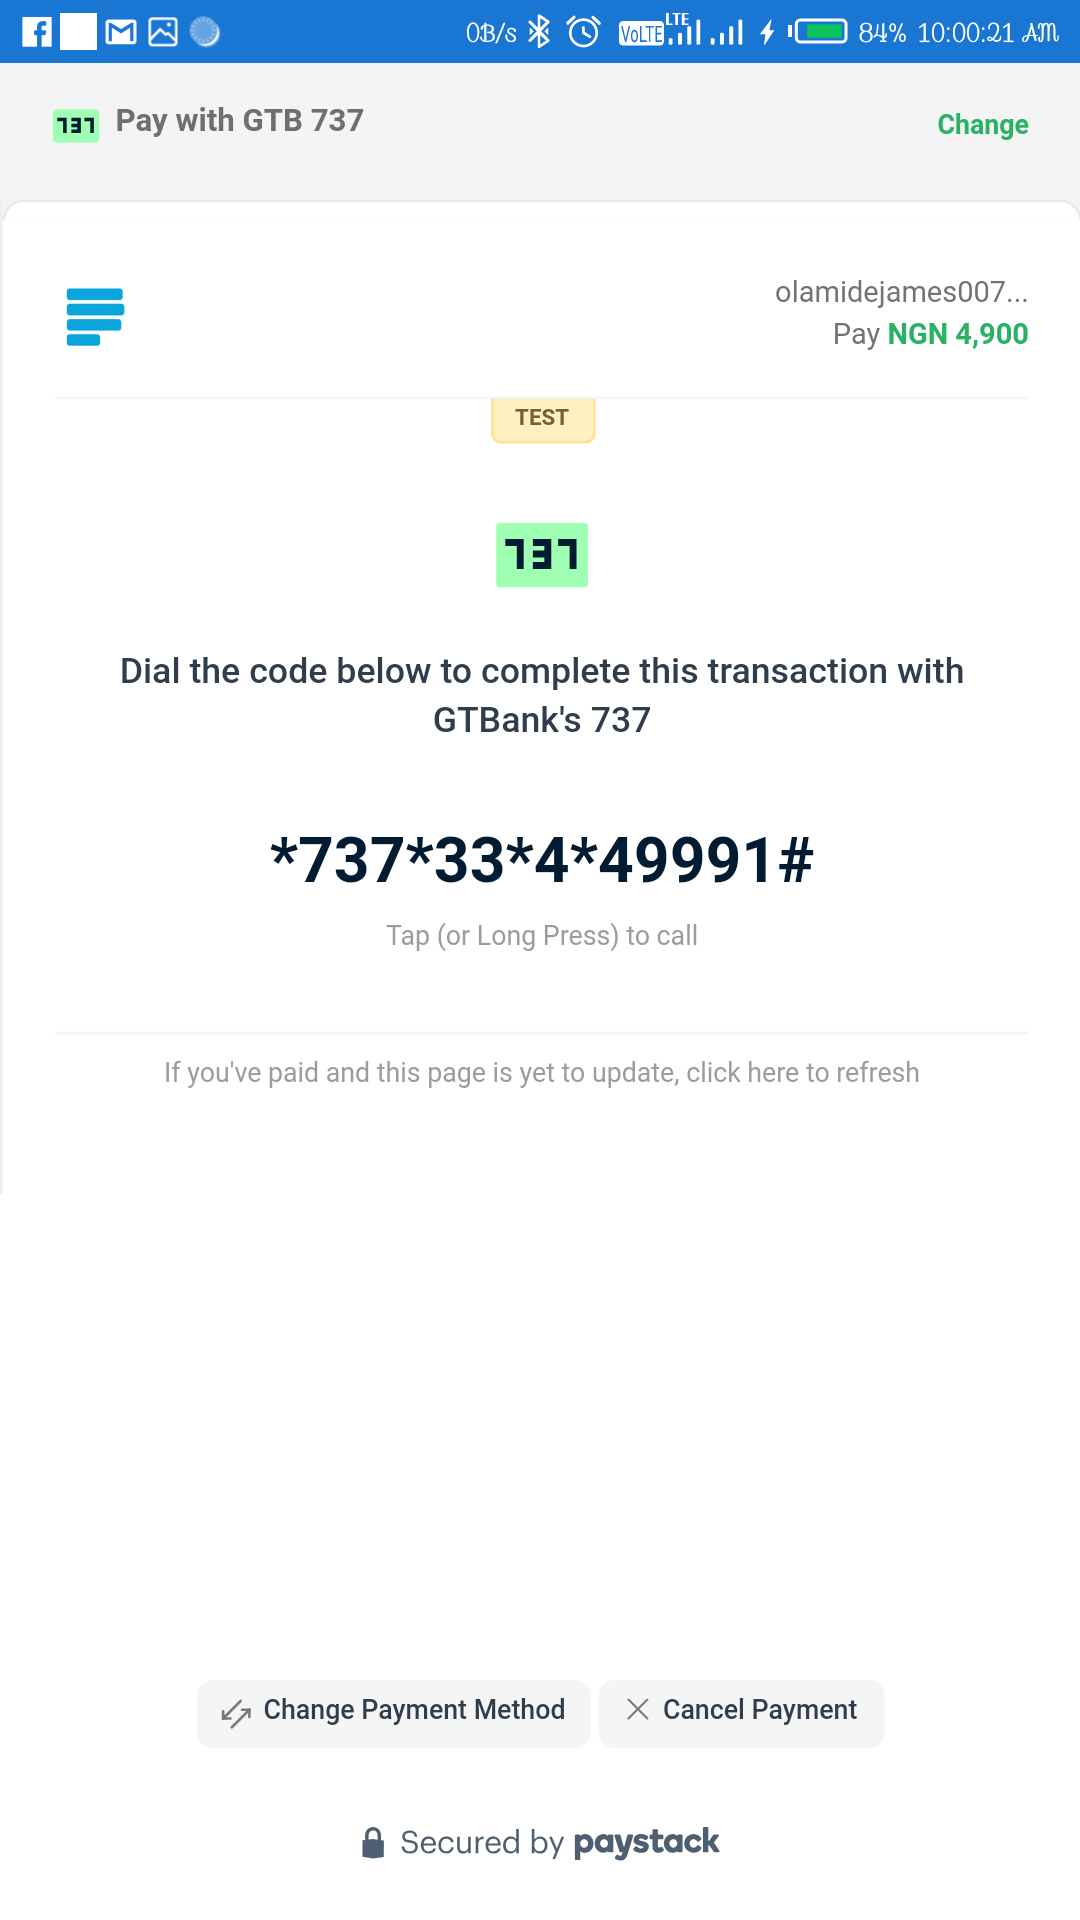 0B/s VoLTE LTE 84% 10:00:21 AM
737 Pay with GTB 737 Change
olamidejames007...
Pay NGN 4,900
TEST
737
Dial the code below to complete this transaction with
GTBank's 737
*737*33*4*49991#
Tap (or Long Press) to call
If you've paid and this page is yet to update, click here to refresh
Change Payment Method Cancel Payment
Secured by paystack